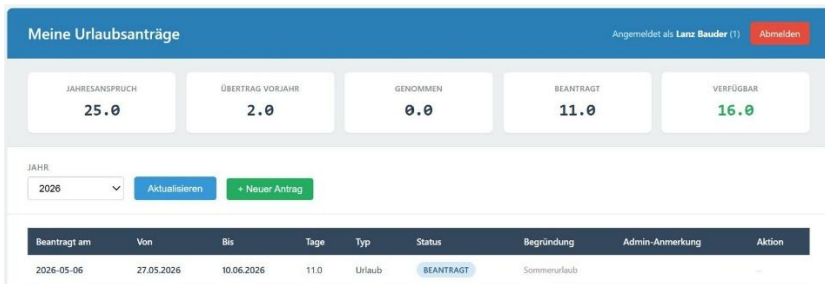 Meine Urlaubsanträge
Angemeldet als Lanz Bauder (1) Abmelden
JAHRESANSPRUCH ÜBERTRAG VORJAHR GENOMMEN BEANTRAGT VERFÜGBAR
25.0 2.0 0.0 11.0 16.0
JAHR
2026 Aktualisieren + Neuer Antrag
Beantragt am Von Bis Tage Typ Status Begründung Admin-Anmerkung Aktion
2026-05-06 27.05.2026 10.06.2026 11.0 Urlaub BEANTRAGT Sommerurlaub –